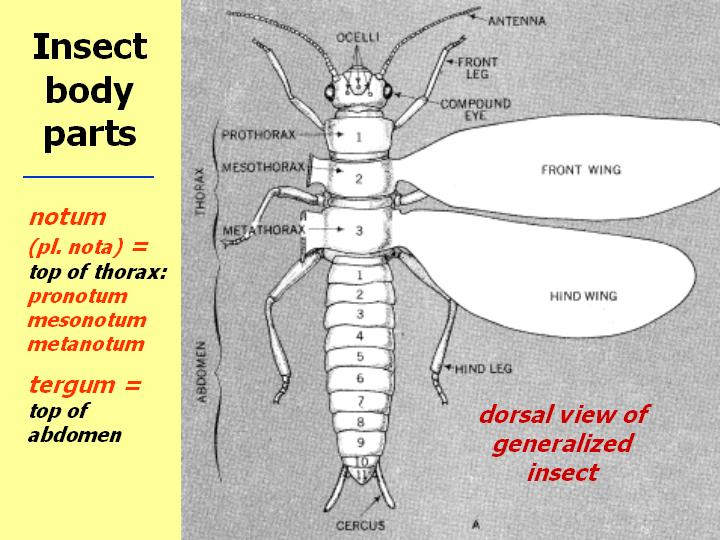 Insect
body
parts
notum
(pl. nota) =
top of thorax:
pronotum
mesonotum
metanotum
tergum =
top of
abdomen
ANTENNA
OCELLI
FRONT
LEG
COMPOUND
EYE
PROTHORAX
1
MESOTHORAX
2
FRONT WING
THORAX
METATHORAX
3
HIND WING
1
2
3
4
5
6
7
8
9
10
11
ABDOMEN
HIND LEG
dorsal view of
generalized
insect
CERCUS
A